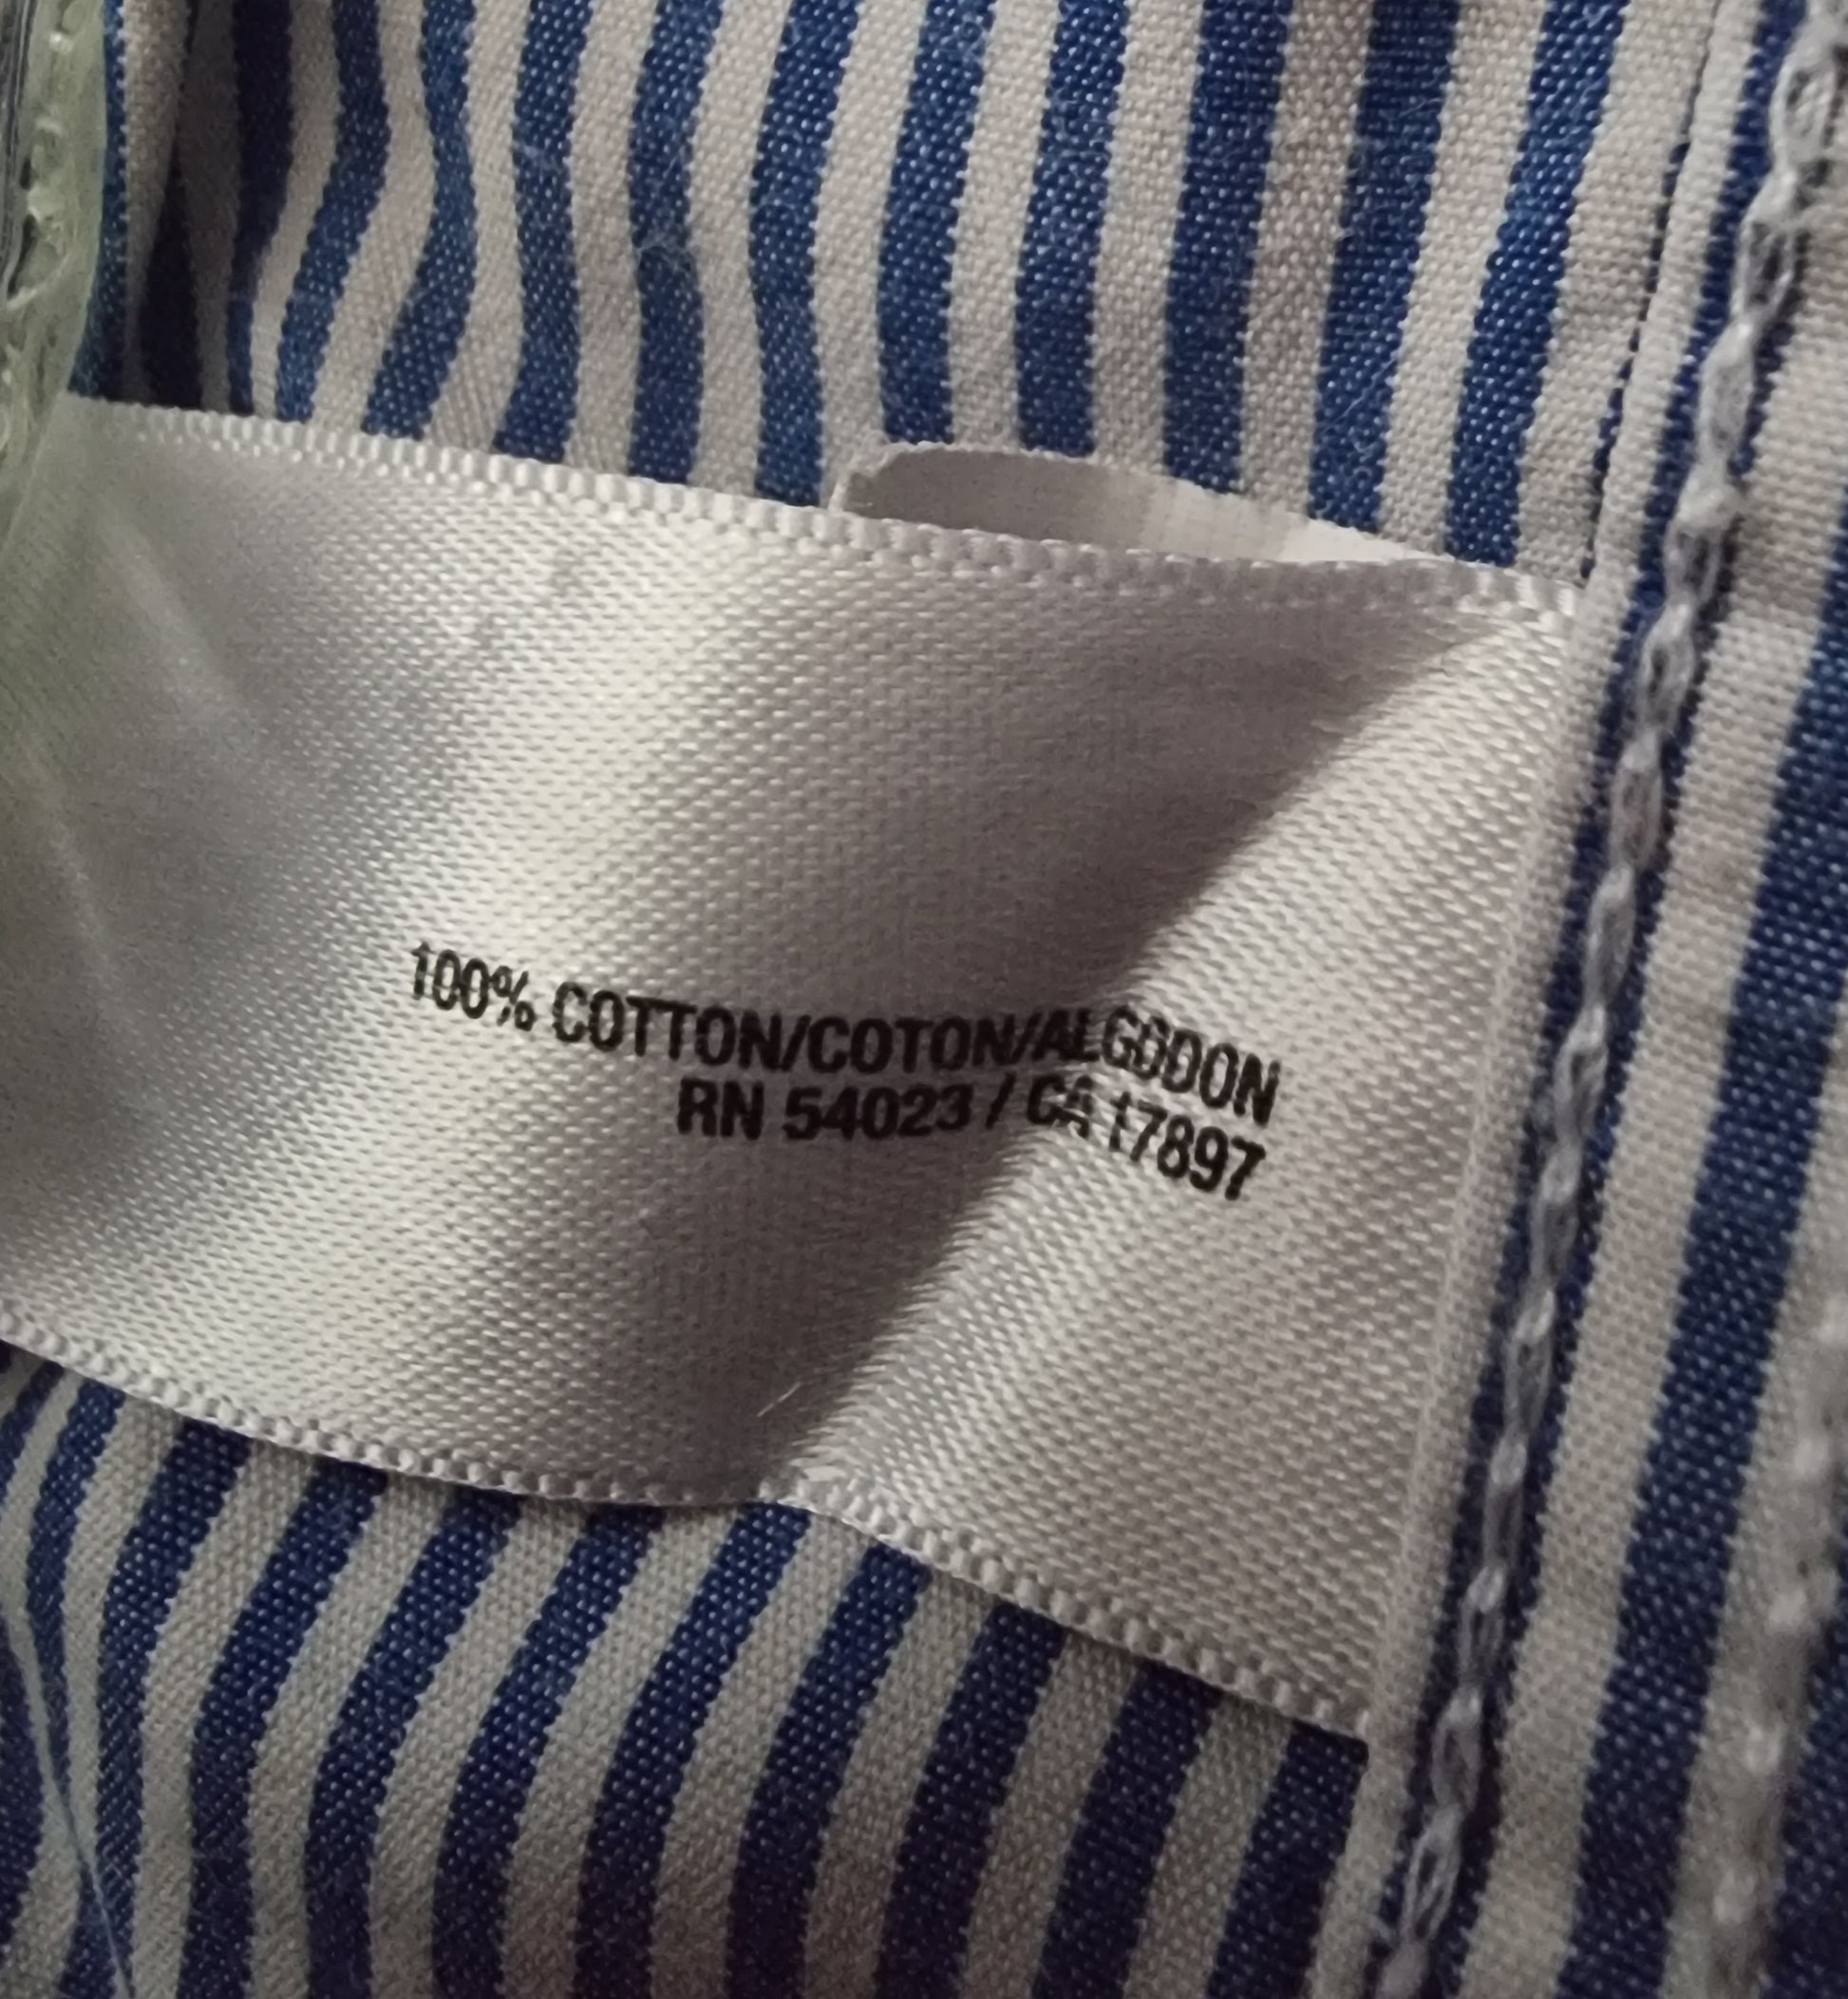 100% COTTON/COTON/ALGODON
RN 54023 / CA 17897